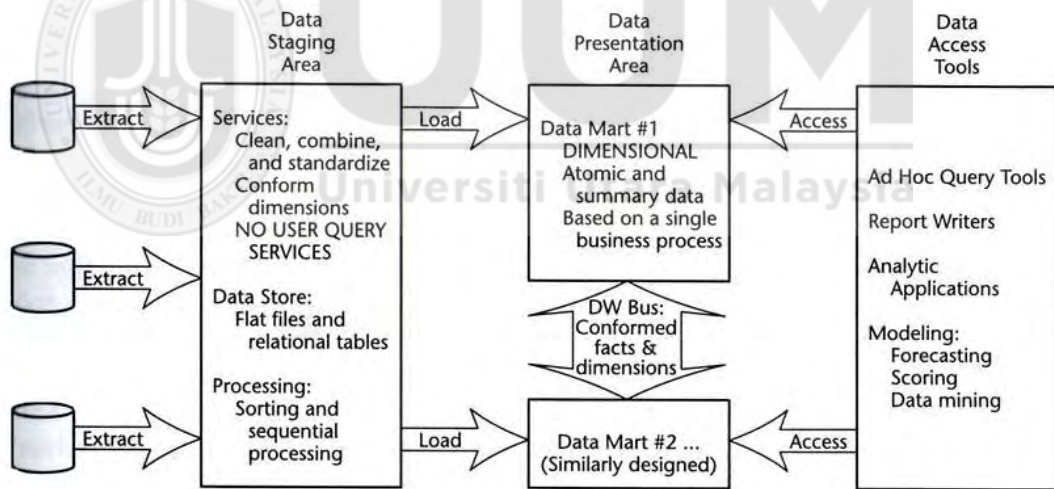 Data
Staging
Area
Data
Presentation
Area
Data
Access
Tools
Extract
Extract
Extract
Services:
Clean, combine,
and standardize
Conform
dimensions
NO USER QUERY
SERVICES
Data Store:
Flat files and
relational tables
Processing:
Sorting and
sequential
processing
Load
Load
Data Mart #1
DIMENSIONAL
Atomic and
summary data
Based on a single
business process
DW Bus:
Conformed
facts &
dimensions
Data Mart #2 ...
(Similarly designed)
Access
Access
Ad Hoc Query Tools
Report Writers
Analytic
Applications
Modeling:
Forecasting
Scoring
Data mining
UUM
Universiti Utara Malaysia
ILMU BUDI BAKTI